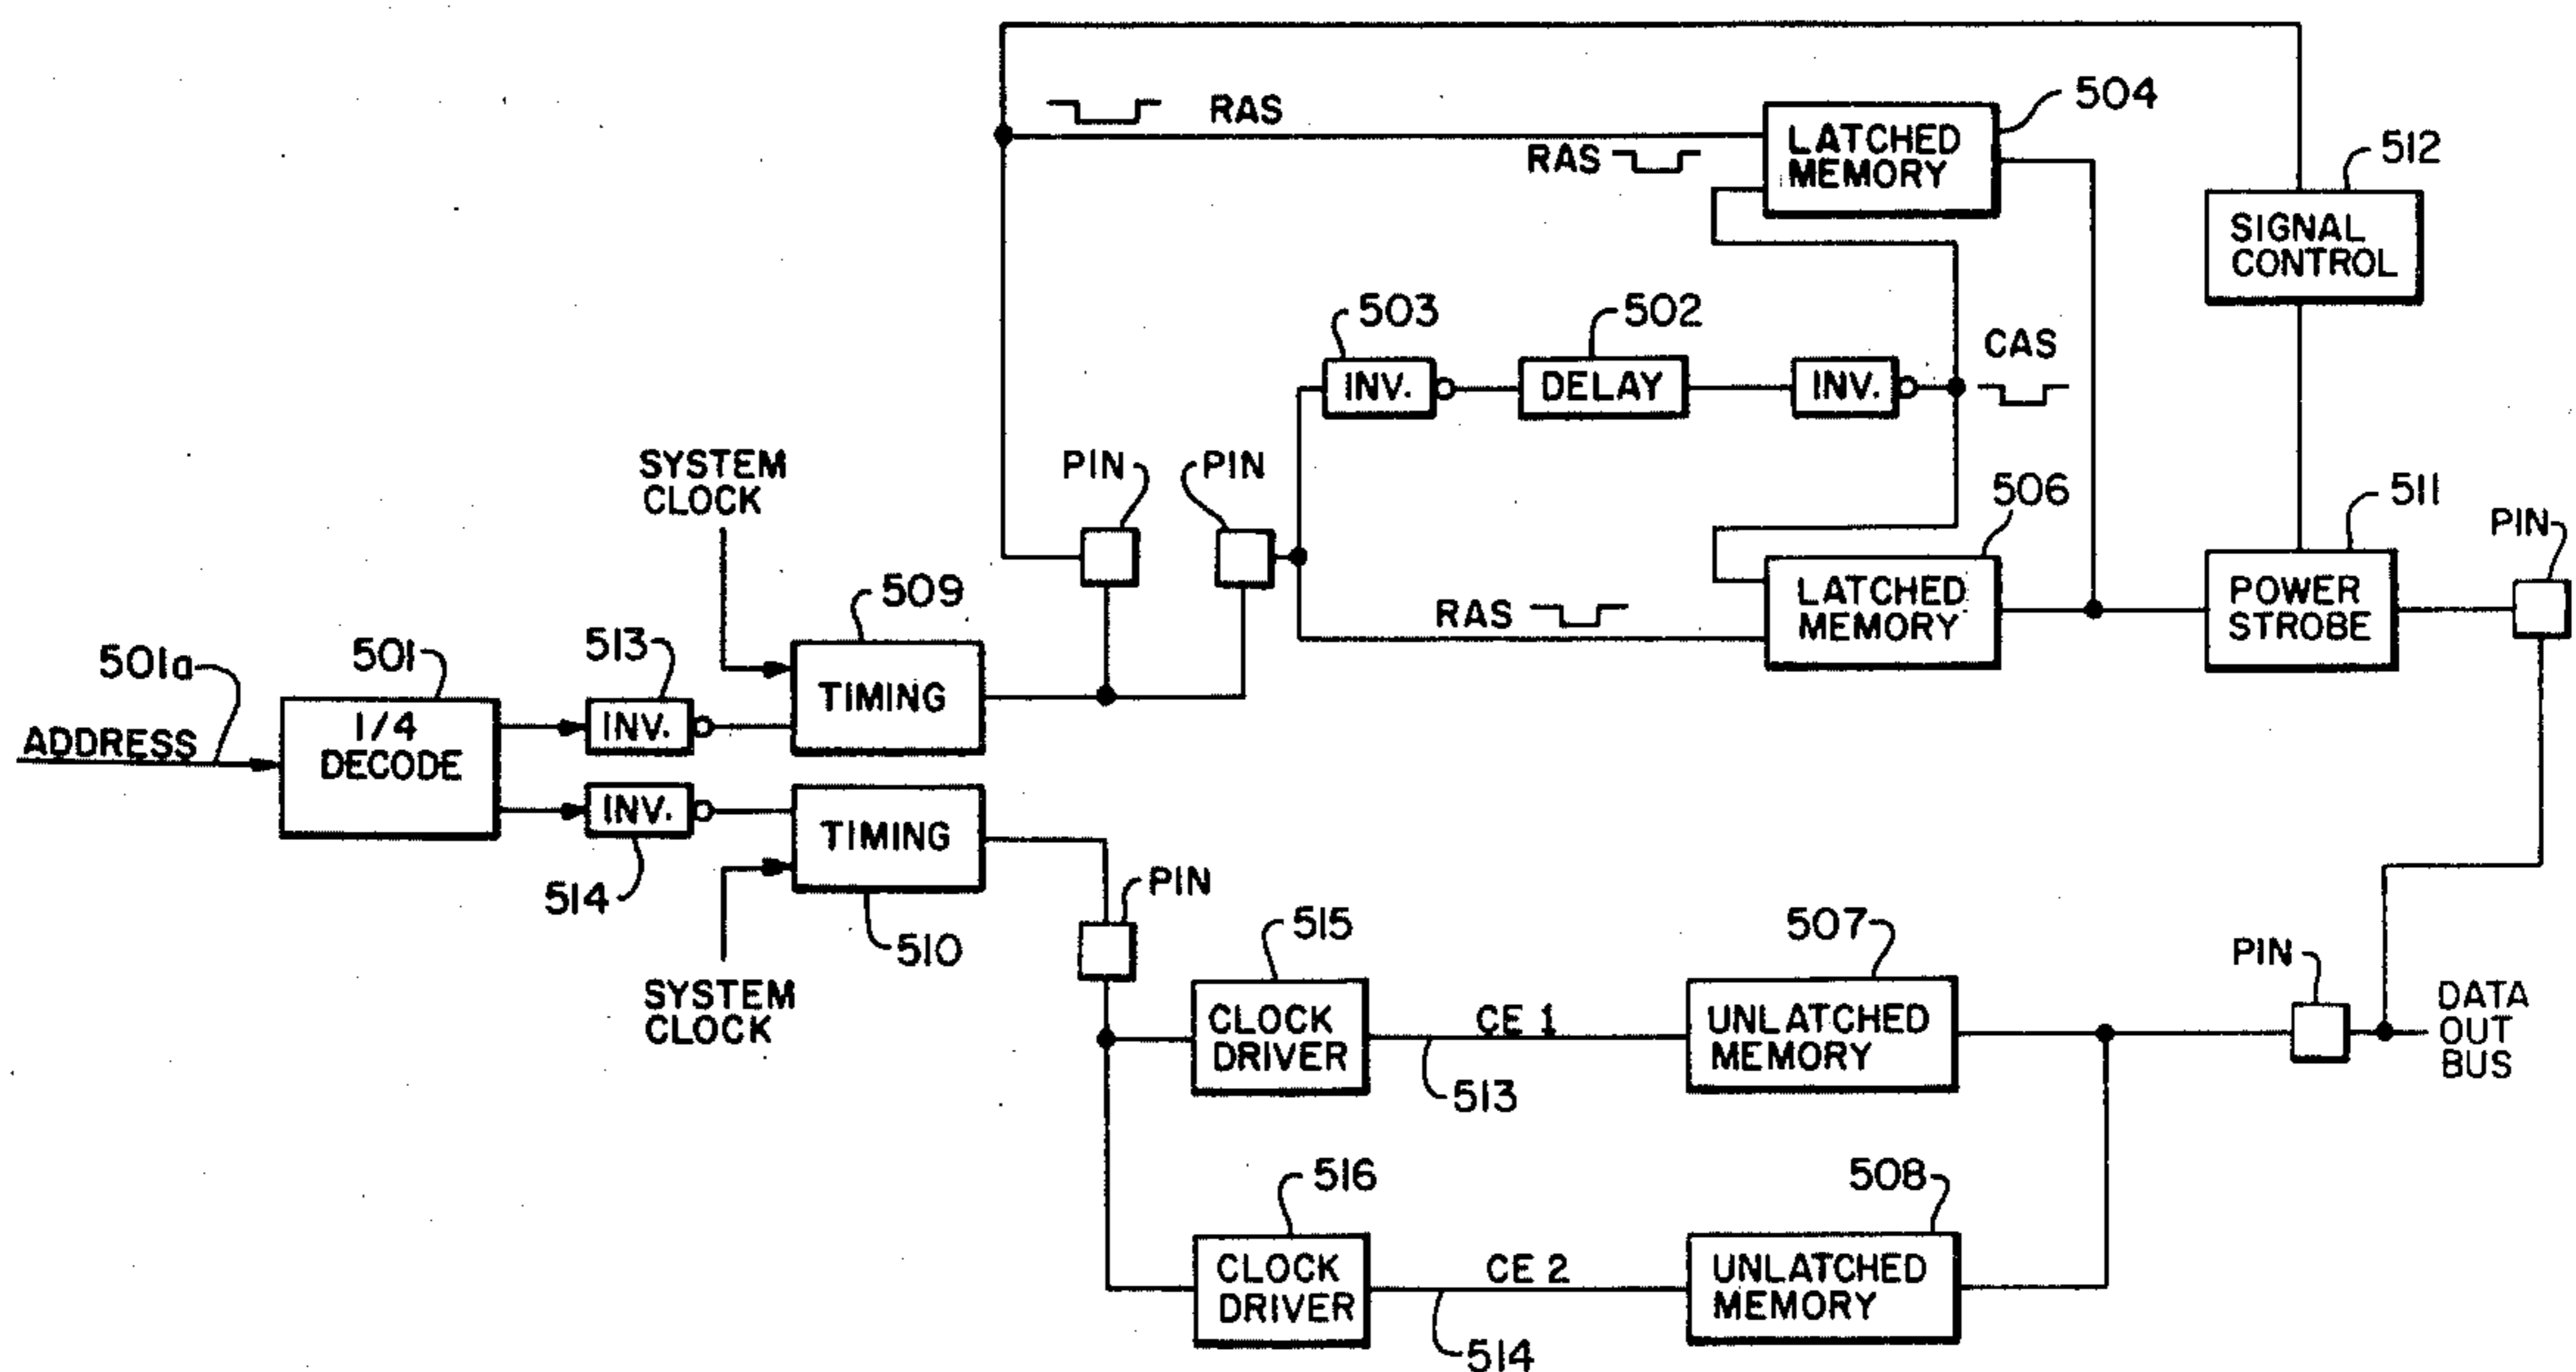 RAS
504
LATCHED
MEMORY
RAS
512
SIGNAL
CONTROL
503
502
CAS
INV.
DELAY
INV.
SYSTEM
CLOCK
PIN
PIN
506
511
PIN
509
LATCHED
MEMORY
POWER
STROBE
RAS
501a
501
513
TIMING
ADDRESS
1/4
DECODE
INV.
INV.
TIMING
514
510
PIN
SYSTEM
CLOCK
515
507
PIN
DATA
OUT
BUS
CLOCK
DRIVER
CE 1
UNLATCHED
MEMORY
513
516
508
CLOCK
DRIVER
CE 2
UNLATCHED
MEMORY
514